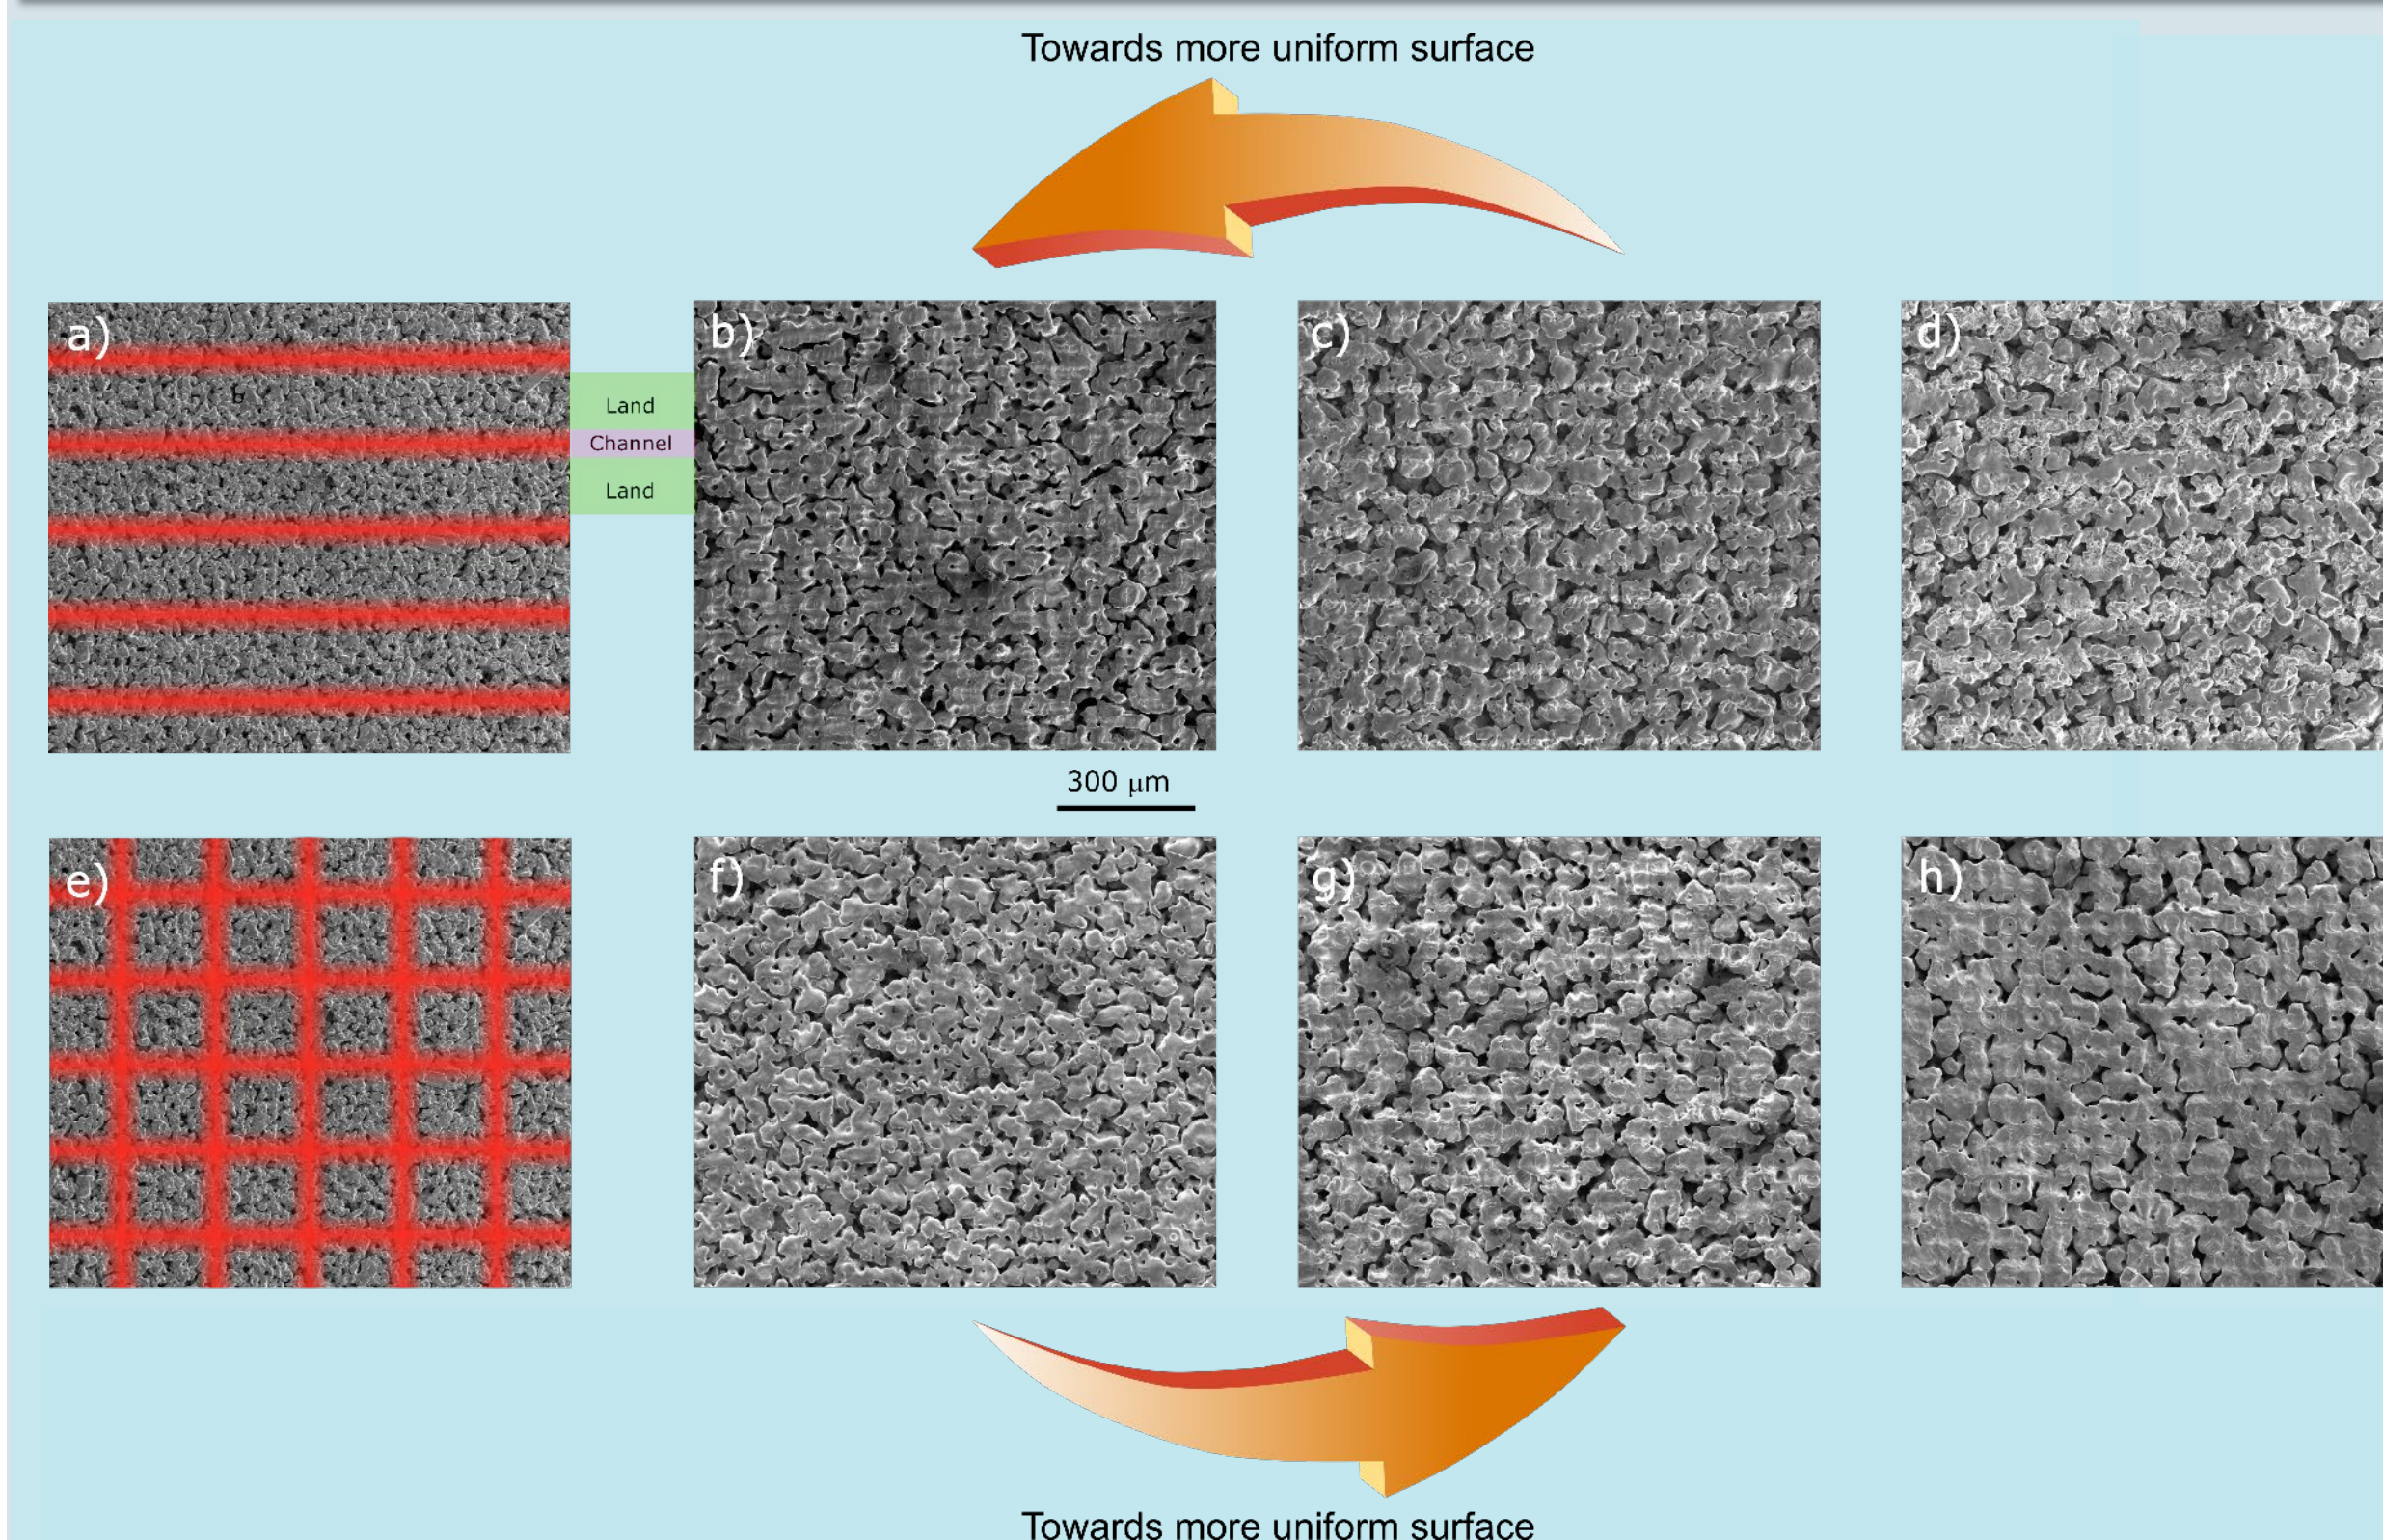 Towards more uniform surface
a)
b)
c)
d)
Land
Channel
Land
300 μm
e)
f)
g)
h)
Towards more uniform surface